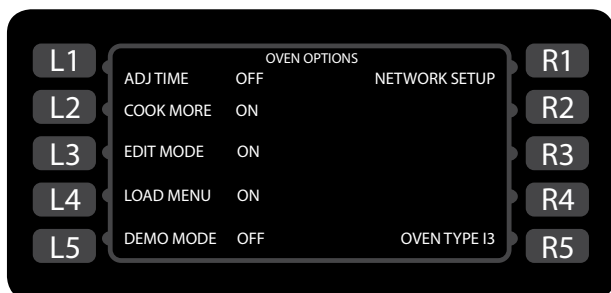 OVEN OPTIONS
L1 ADJ TIME OFF NETWORK SETUP R1
L2 COOK MORE ON R2
L3 EDIT MODE ON R3
L4 LOAD MENU ON R4
L5 DEMO MODE OFF OVEN TYPE I3 R5